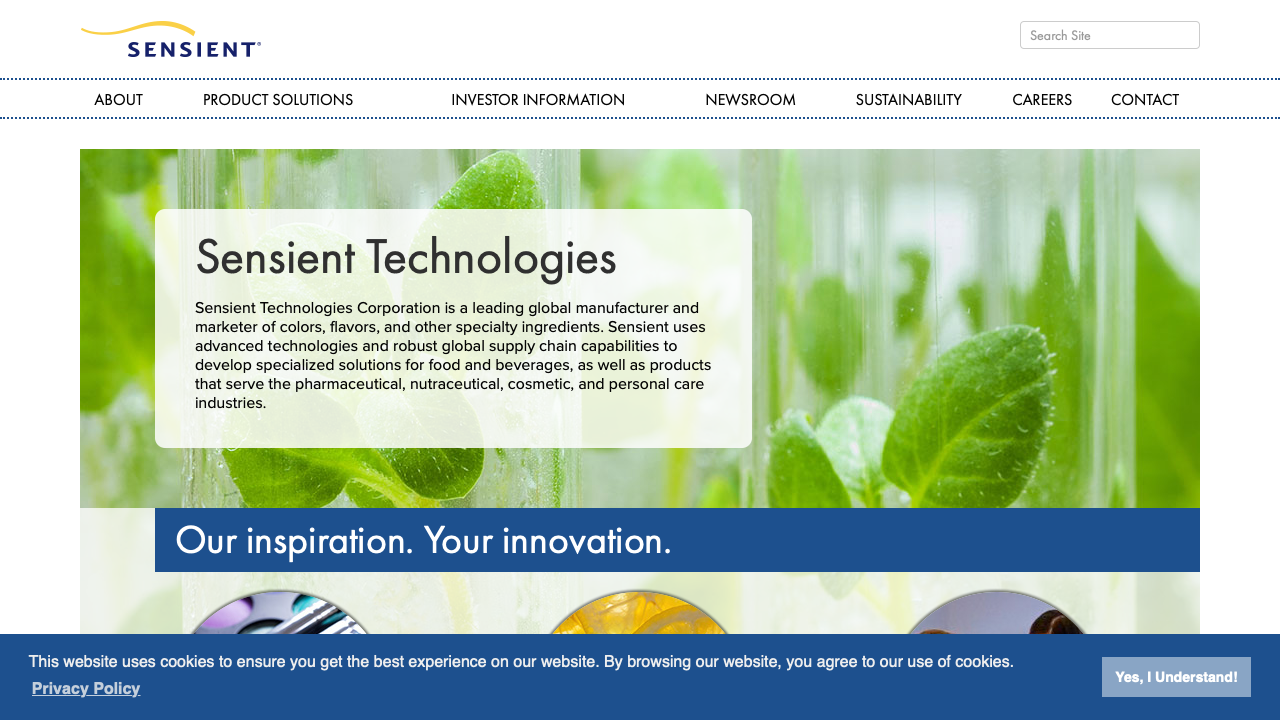 SENSIENT®
Search Site
ABOUT PRODUCT SOLUTIONS INVESTOR INFORMATION NEWSROOM SUSTAINABILITY CAREERS CONTACT
Sensient Technologies
Sensient Technologies Corporation is a leading global manufacturer and
marketer of colors, flavors, and other specialty ingredients. Sensient uses
advanced technologies and robust global supply chain capabilities to
develop specialized solutions for food and beverages, as well as products
that serve the pharmaceutical, nutraceutical, cosmetic, and personal care
industries.
Our inspiration. Your innovation.
This website uses cookies to ensure you get the best experience on our website. By browsing our website, you agree to our use of cookies.
Privacy Policy
Yes, I Understand!